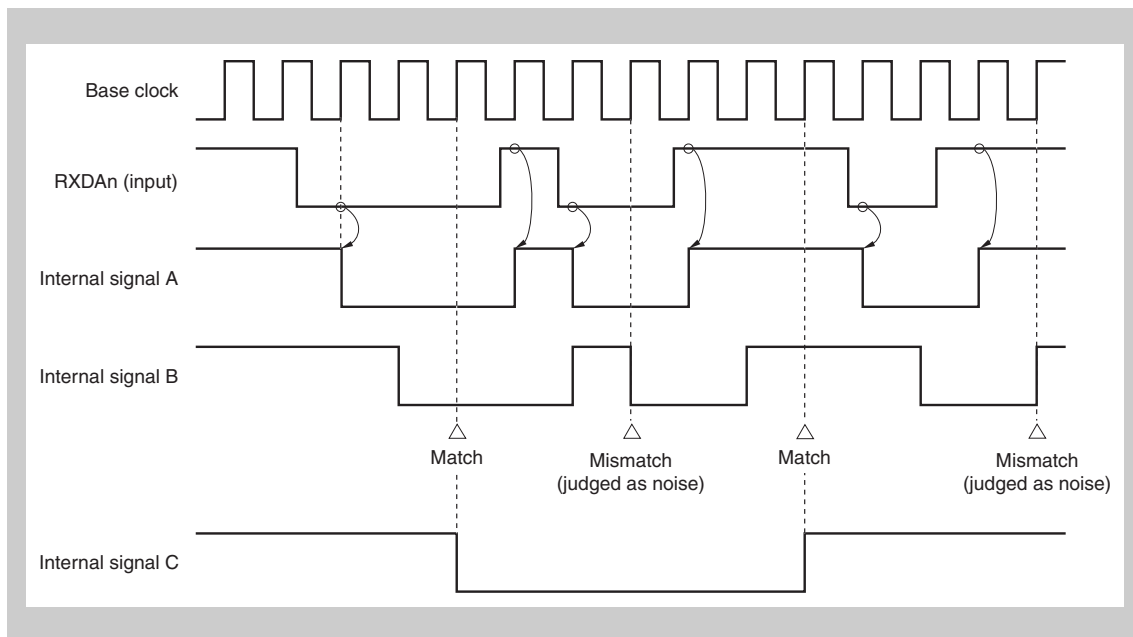 Base clock
RXDAn (input)
Internal signal A
Internal signal B
Match
Mismatch
(judged as noise)
Match
Mismatch
(judged as noise)
Internal signal C